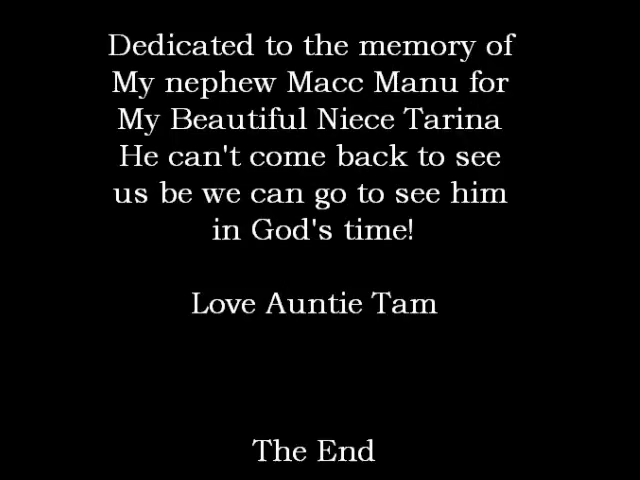 Dedicated to the memory of
My nephew Macc Manu for
My Beautiful Niece Tarina
He can't come back to see
us be we can go to see him
in God's time!
Love Auntie Tam
The End